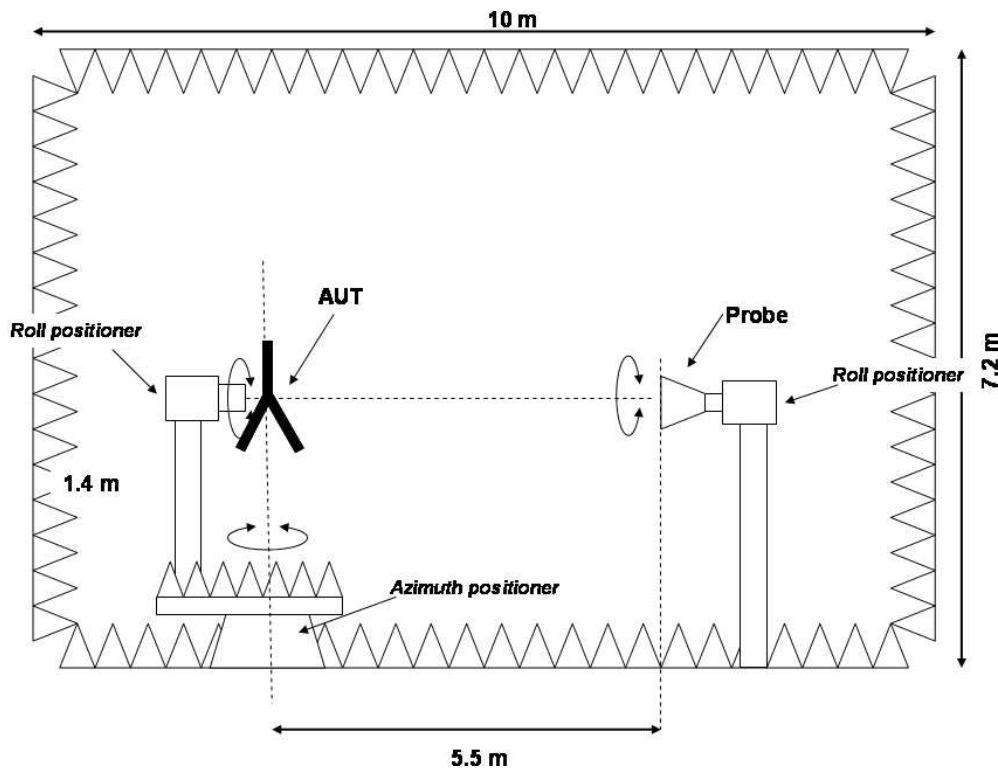 10 m
AUT
Roll positioner
Probe
Roll positioner
7.2 m
1.4 m
Azimuth positioner
5.5 m